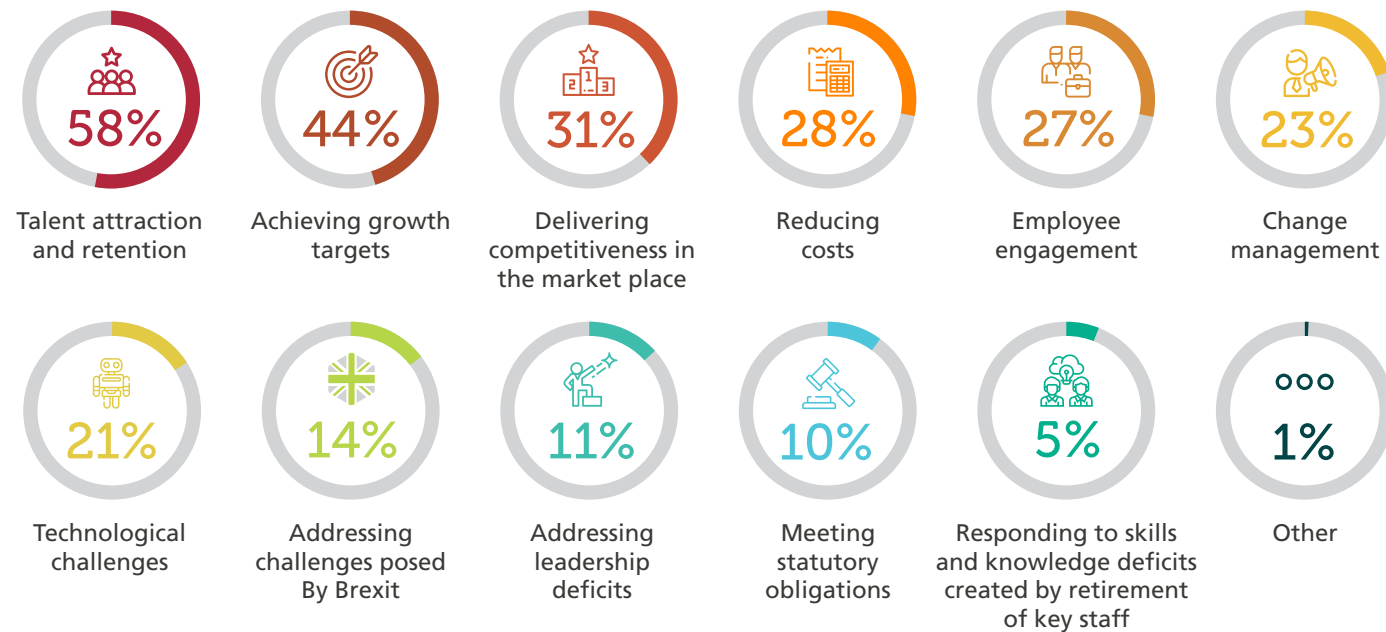 58%
Talent attraction
and retention
44%
Achieving growth
targets
1
2
3
31%
Delivering
competitiveness in
the market place
28%
Reducing
costs
27%
Employee
engagement
23%
Change
management
21%
Technological
challenges
14%
Addressing
challenges posed
By Brexit
11%
Addressing
leadership
deficits
10%
Meeting
statutory
obligations
5%
Responding to skills
and knowledge deficits
created by retirement
of key staff
1%
Other